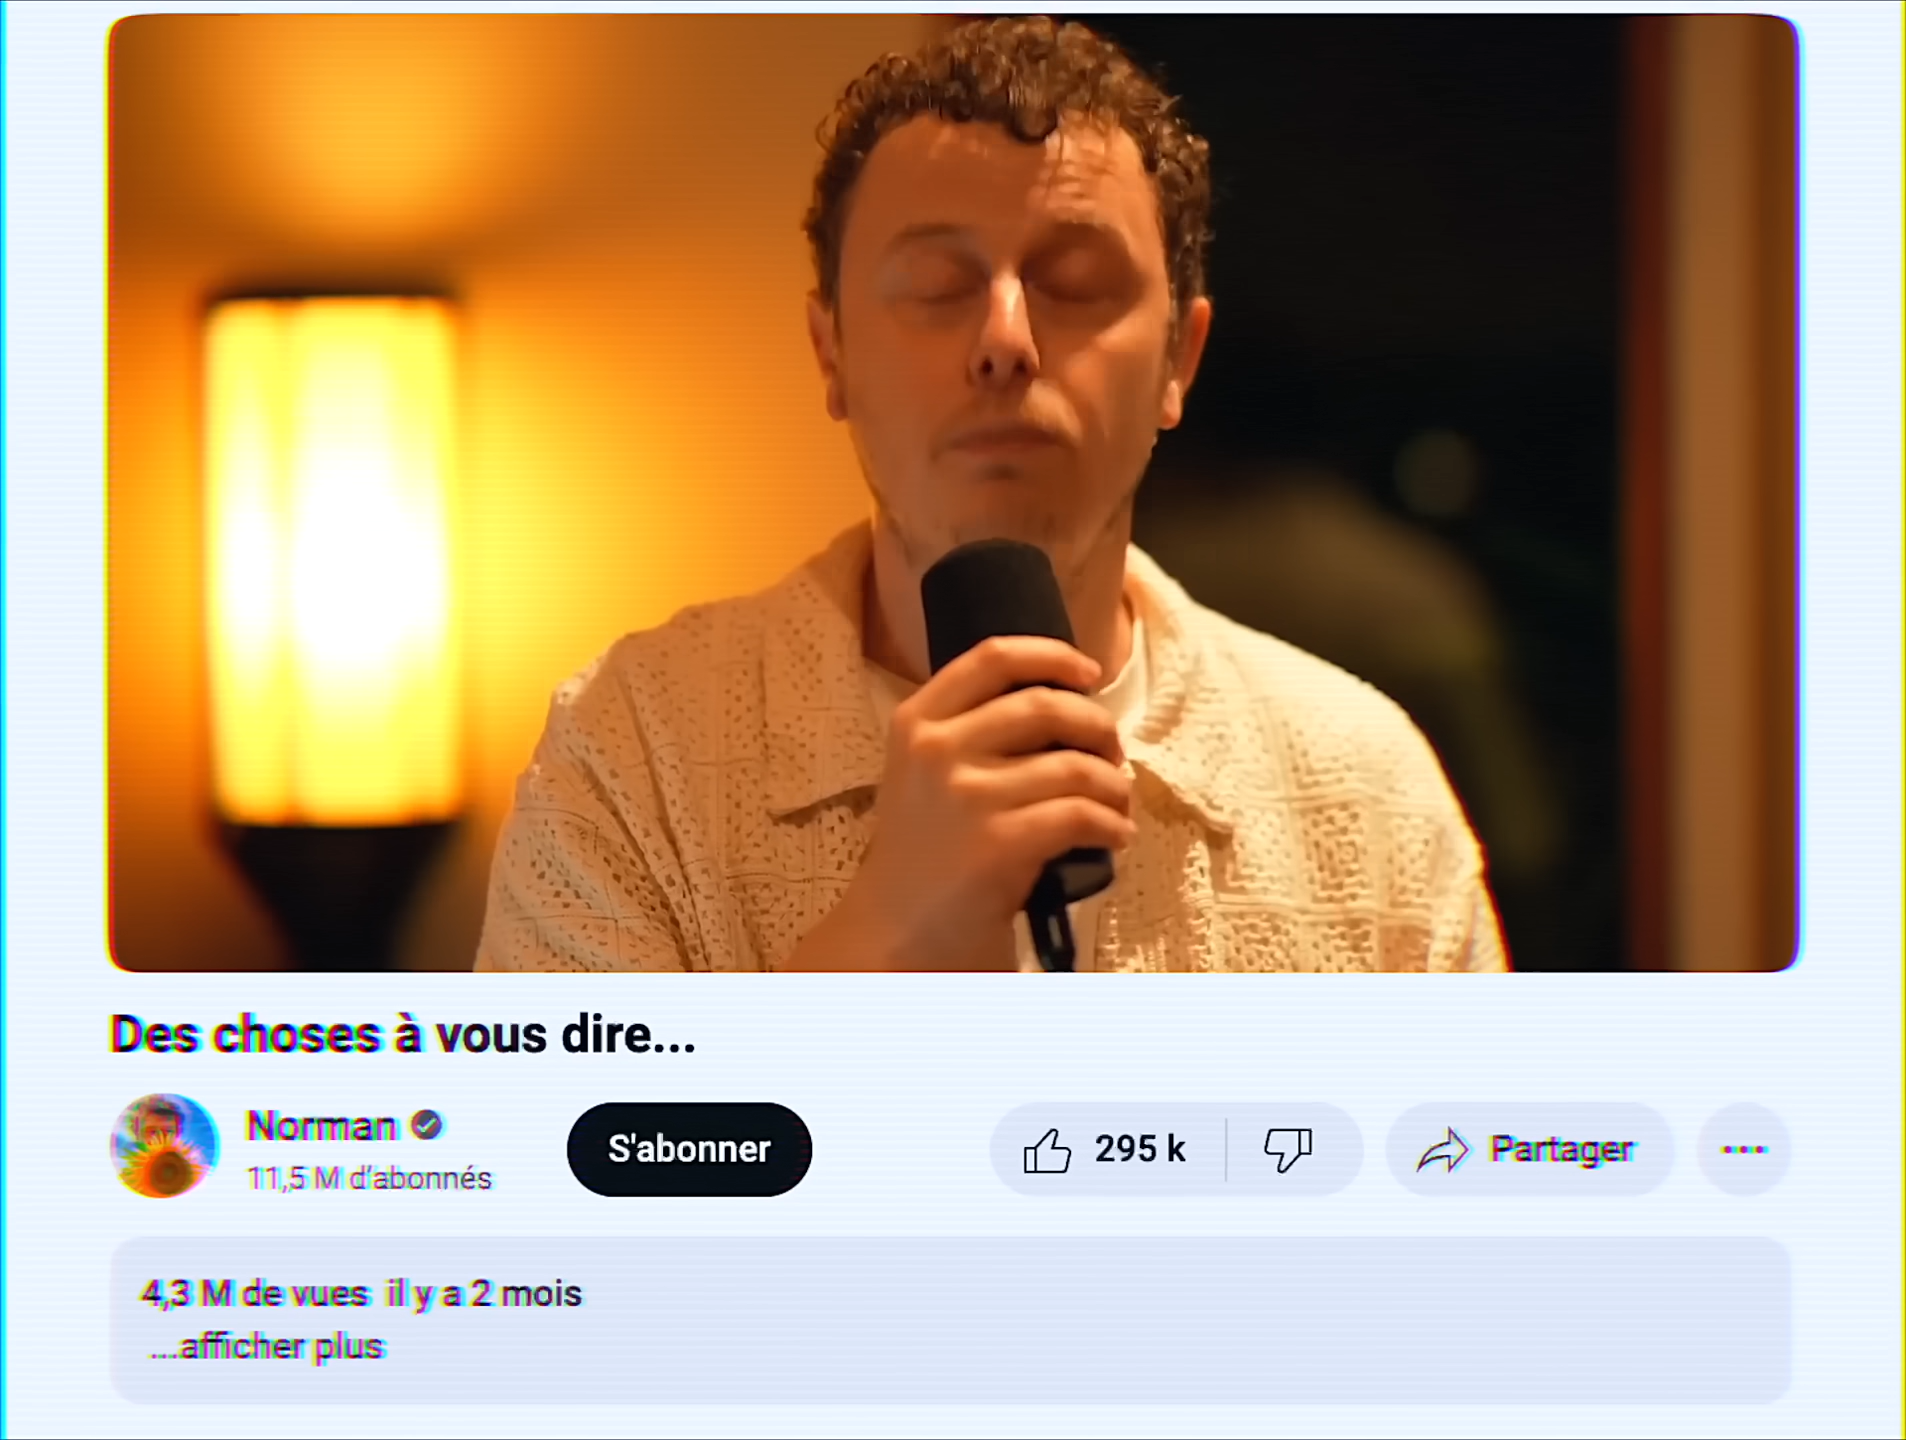 Des choses à vous dire...
Norman
11,5 M d'abonnés
S'abonner
295 k
Partager
4,3 M de vues il y a 2 mois
...afficher plus